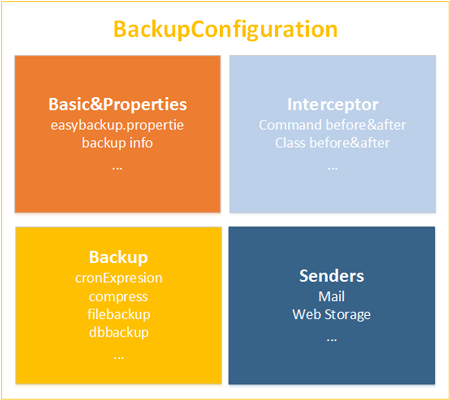 BackupConfiguration
Basic&Properties
easybackup.propertie
backup info
...
Interceptor
Command before&after
Class before&after
...
Backup
cronExpresion
compress
filebackup
dbbackup
...
Senders
Mail
Web Storage
...